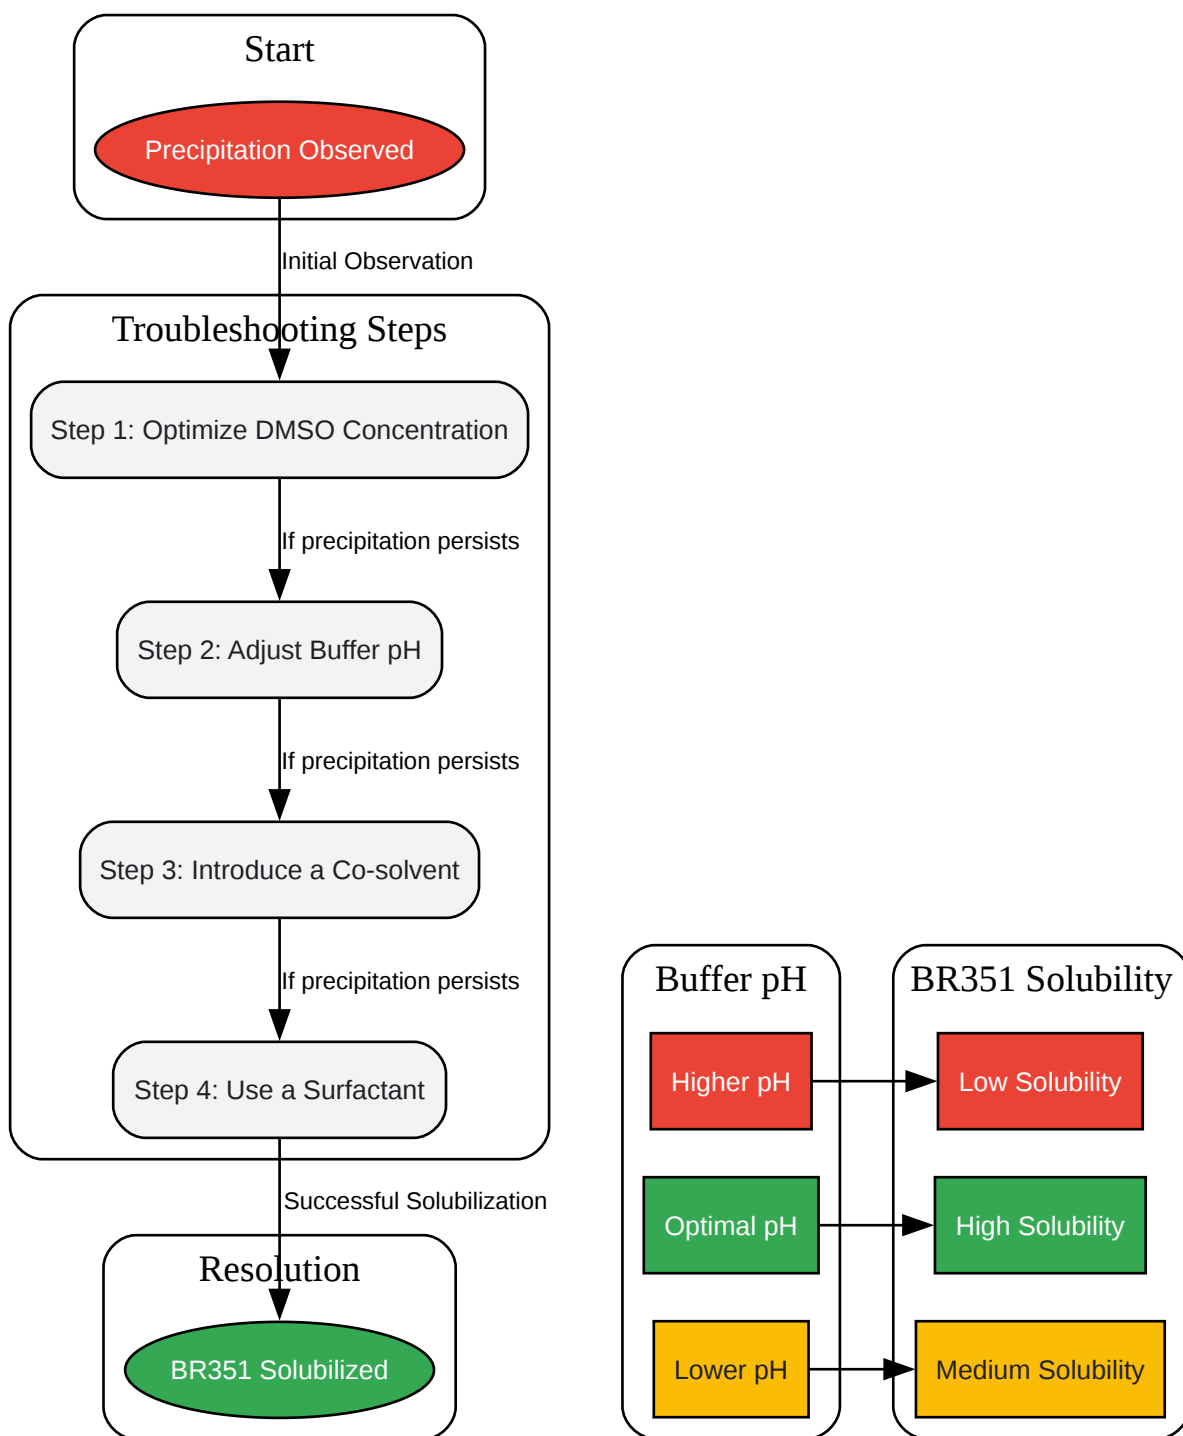 Start
Precipitation Observed
Initial Observation
Troubleshooting Steps
Step 1: Optimize DMSO Concentration
If precipitation persists
Step 2: Adjust Buffer pH
If precipitation persists
Step 3: Introduce a Co-solvent
If precipitation persists
Step 4: Use a Surfactant
Successful Solubilization
Resolution
BR351 Solubilized
Buffer pH
BR351 Solubility
Higher pH
Low Solubility
Optimal pH
High Solubility
Lower pH
Medium Solubility